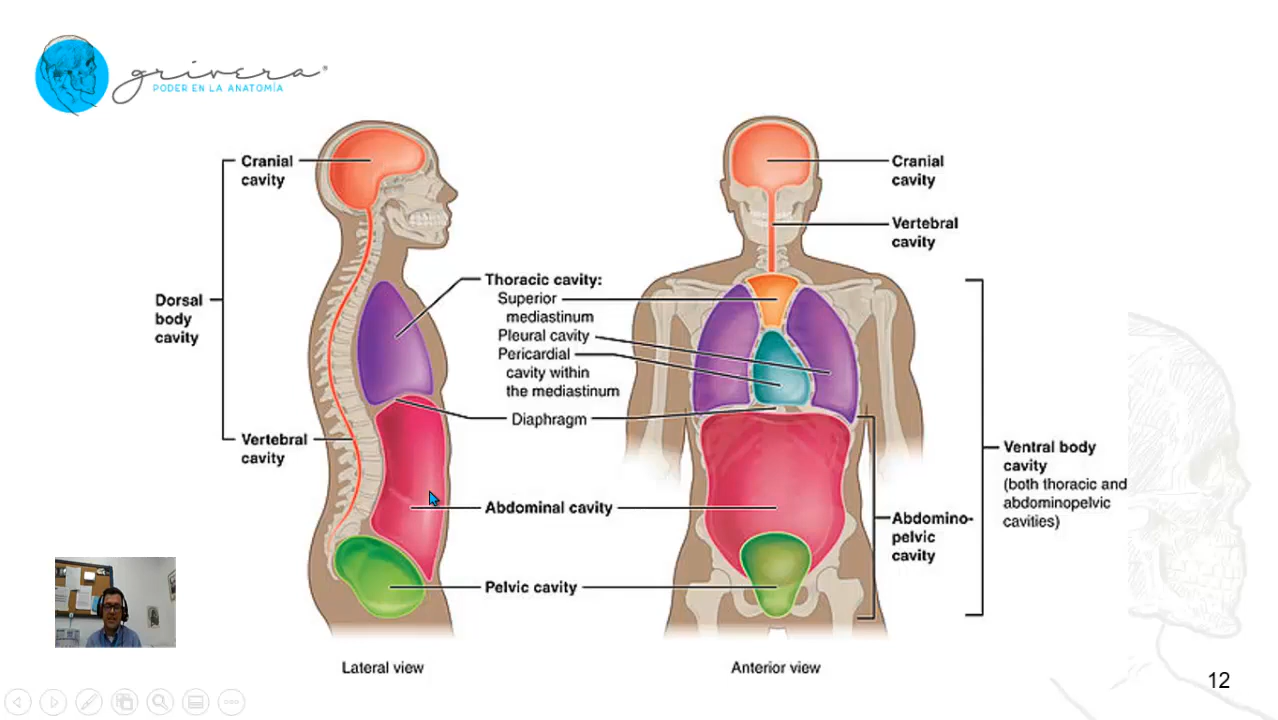 grivera®
PODER EN LA ANATOMÍA
Cranial
cavity
Dorsal
body
cavity
Vertebral
cavity
Thoracic cavity:
Superior
mediastinum
Pleural cavity
Pericardial
cavity within
the mediastinum
Diaphragm
Abdominal cavity
Pelvic cavity
Cranial
cavity
Vertebral
cavity
Abdomino-
pelvic
cavity
Ventral body
cavity
(both thoracic and
abdominopelvic
cavities)
Lateral view
Anterior view
12